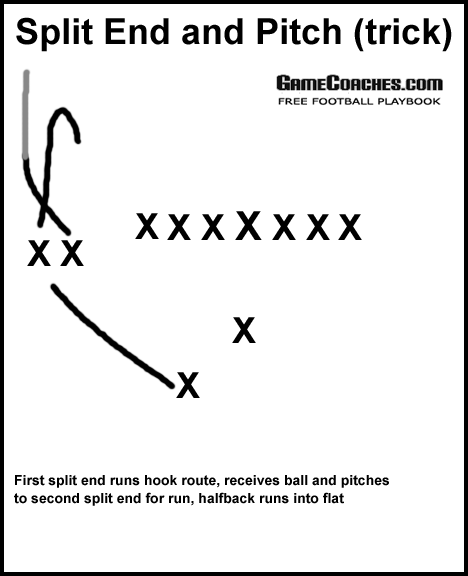 Split End and Pitch (trick)
GAMECOACHES.COM
FREE FOOTBALL PLAYBOOK
X X X X X X X X X
X
X
First split end runs hook route, receives ball and pitches
to second split end for run, halfback runs into flat